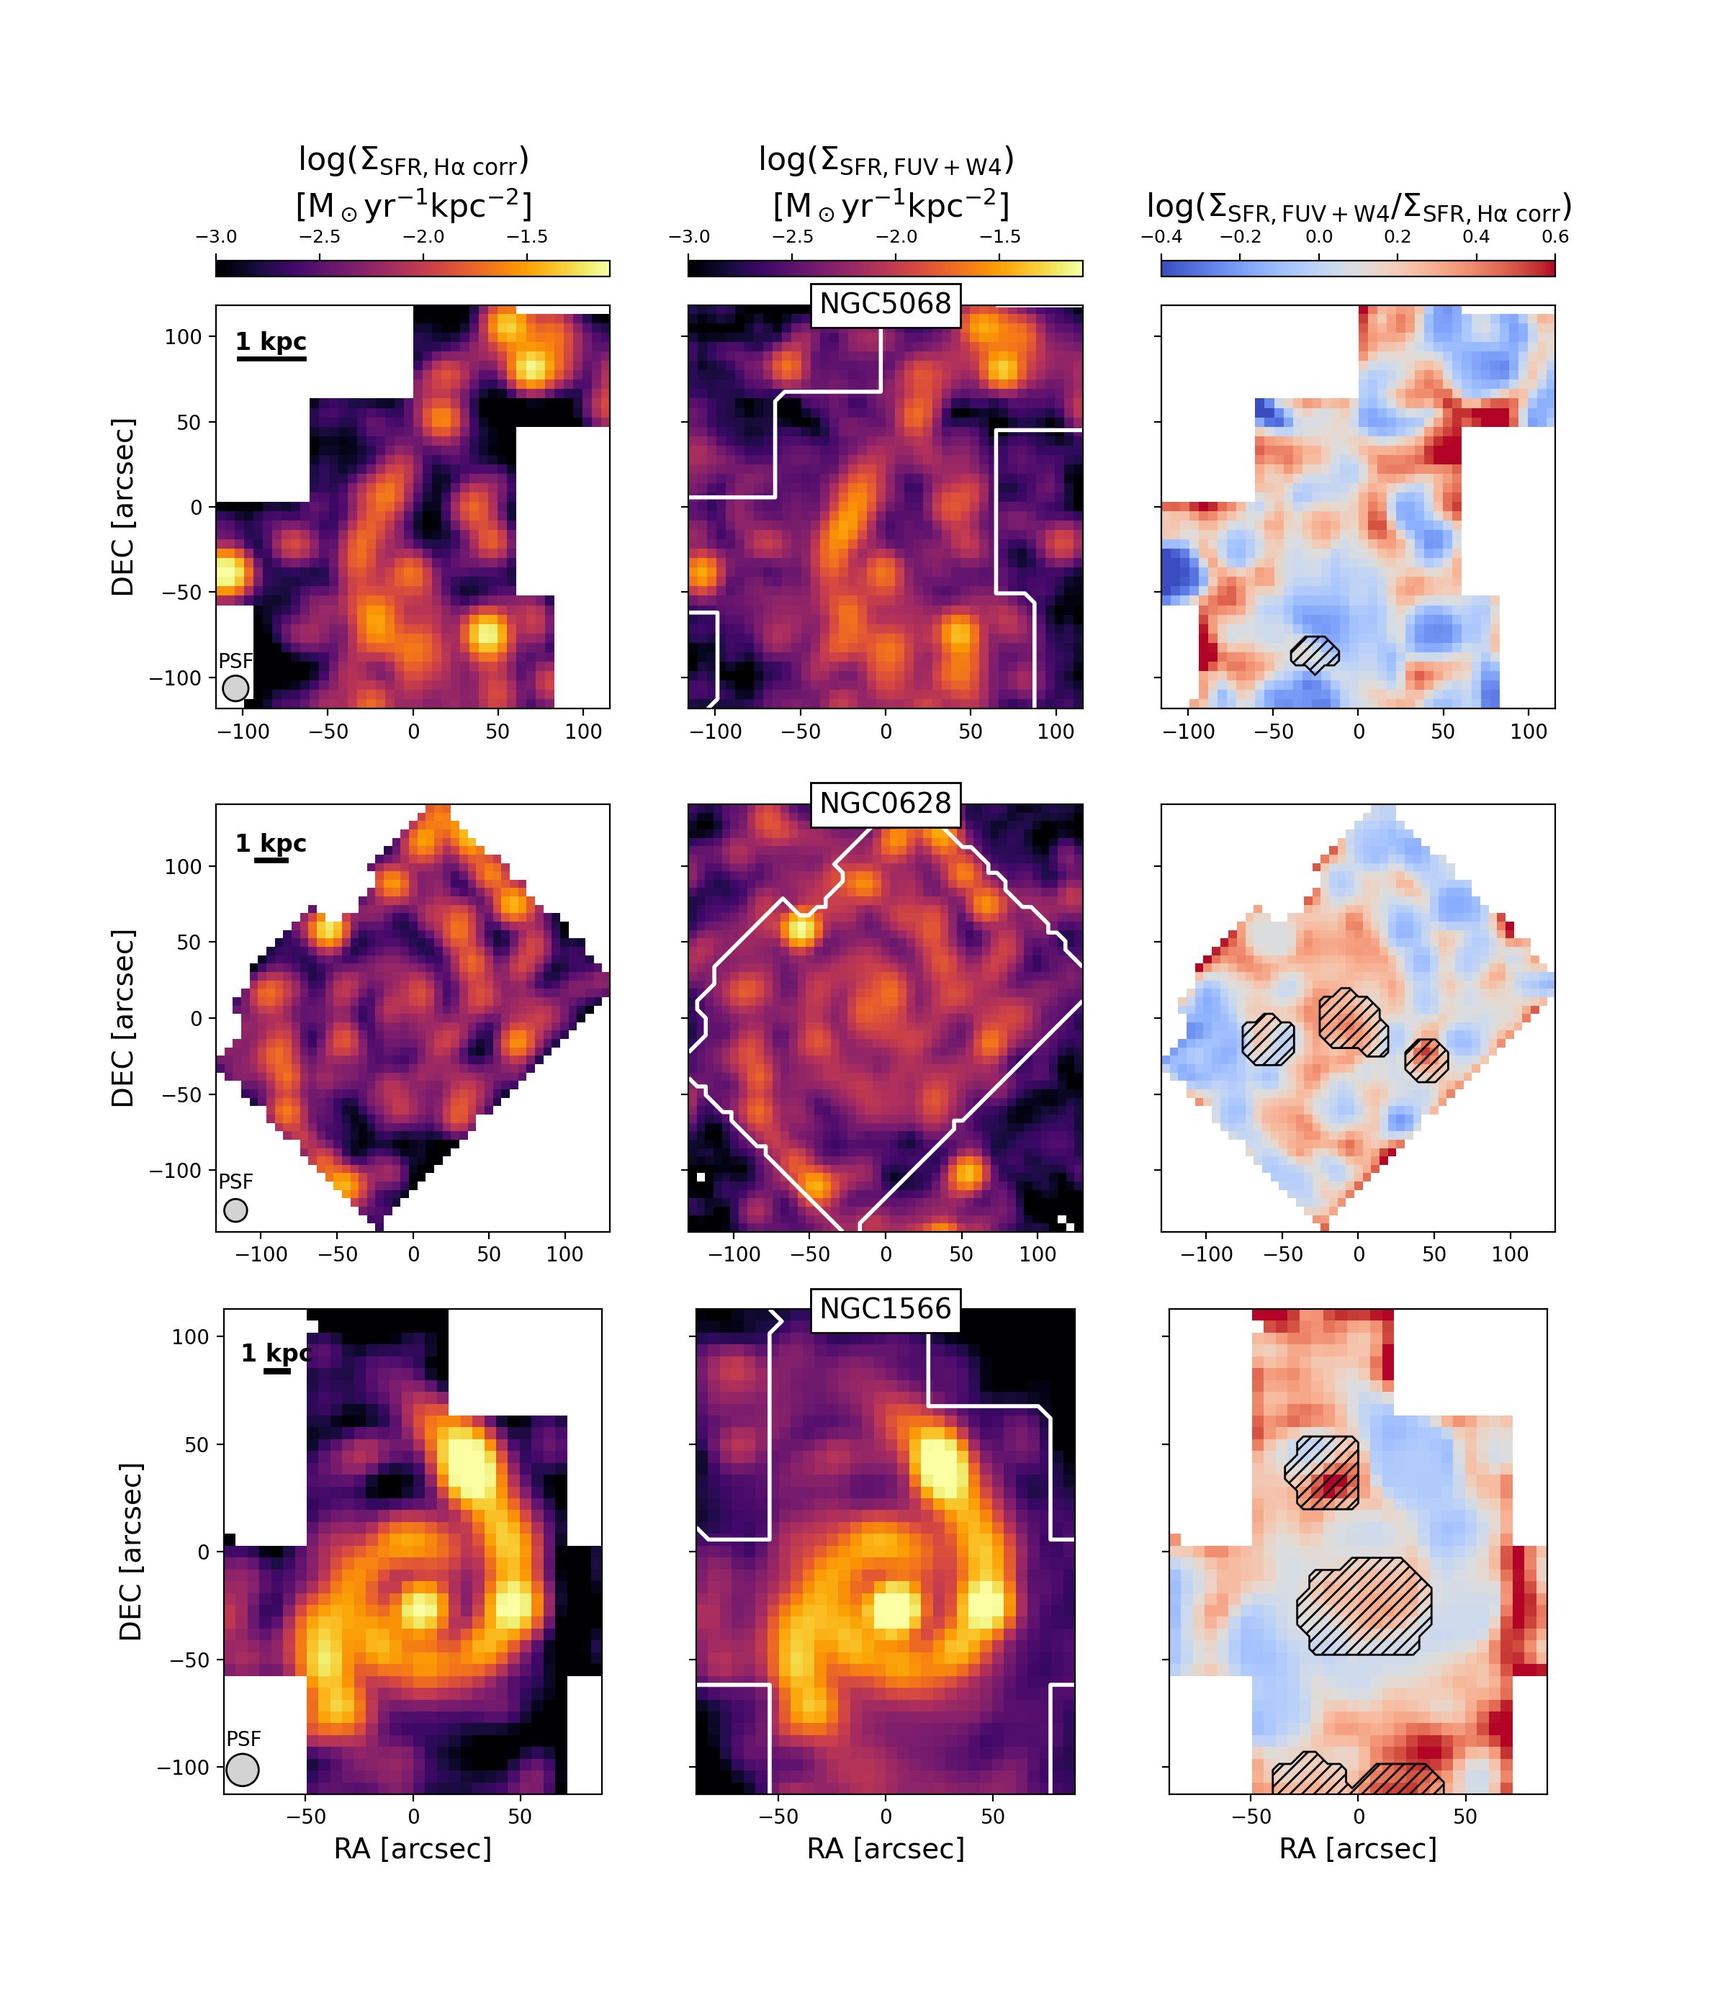 log(Σ_SFR, Hα corr) log(Σ_SFR, FUV + W4)
[M⊙ yr⁻¹kpc⁻²] [M⊙ yr⁻¹kpc⁻²] log(Σ_SFR, FUV + W4/Σ_SFR, Hα corr)
−3.0 −2.5 −2.0 −1.5 −3.0 −2.5 −2.0 −1.5 −0.4 −0.2 0.0 0.2 0.4 0.6
NGC5068
1 kpc
100
50
0
−50
−100
DEC [arcsec]
PSF
−100 −50 0 50 100 −100 −50 0 50 100 −100 −50 0 50 100
NGC0628
1 kpc
100
50
0
−50
−100
DEC [arcsec]
PSF
−100 −50 0 50 100 −100 −50 0 50 100 −100 −50 0 50 100
NGC1566
1 kpc
100
50
0
−50
−100
DEC [arcsec]
PSF
−50 0 50 −50 0 50 −50 0 50
RA [arcsec] RA [arcsec] RA [arcsec]